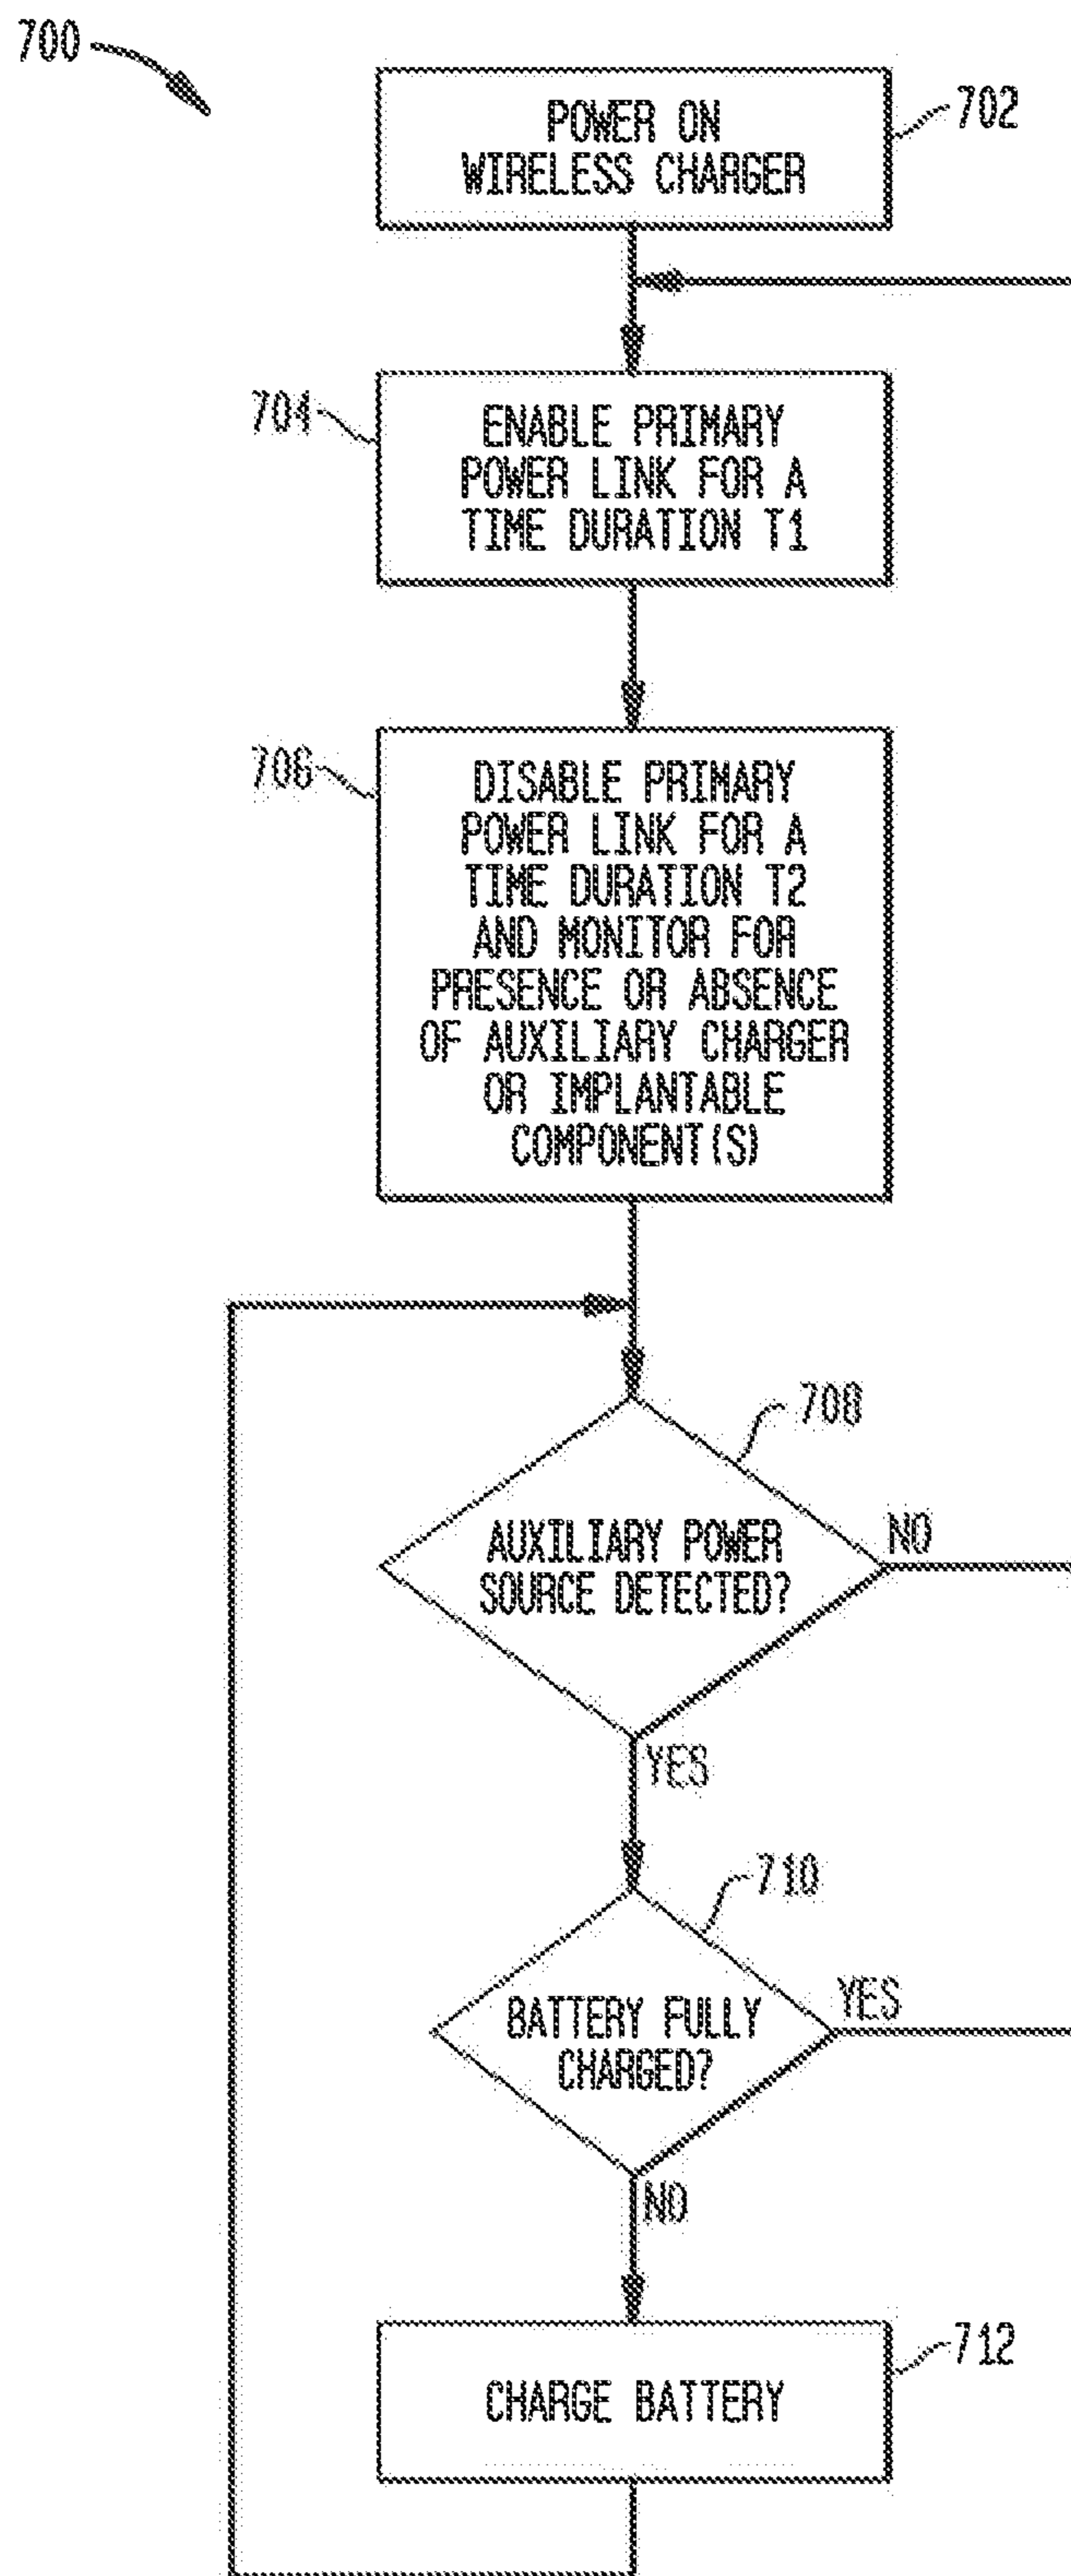 700
POWER ON
WIRELESS CHARGER
702
704
ENABLE PRIMARY
POWER LINK FOR A
TIME DURATION T1
706
DISABLE PRIMARY
POWER LINK FOR A
TIME DURATION T2
AND MONITOR FOR
PRESENCE OR ABSENCE
OF AUXILIARY CHARGER
OR IMPLANTABLE
COMPONENT(S)
708
AUXILIARY POWER
SOURCE DETECTED?
NO
YES
710
BATTERY FULLY
CHARGED?
YES
NO
712
CHARGE BATTERY